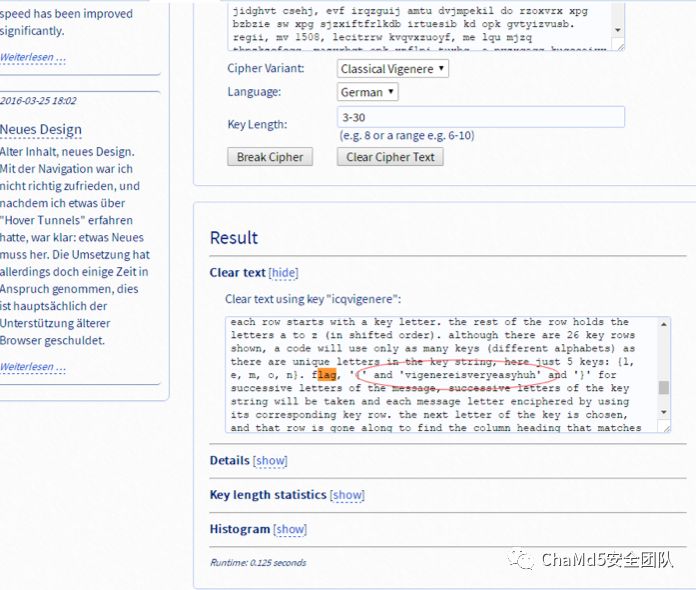 speed has been improved
significantly.
Weiterlesen ...
2016-03-25 18:02
Neues Design
Alter Inhalt, neues Design.
Mit der Navigation war ich
nicht richtig zufrieden, und
nachdem ich etwas über
"Hover Tunnels" erfahren
hatte, war klar: etwas Neues
muss her. Die Umsetzung hat
allerdings doch einige Zeit in
Anspruch genommen, dies
ist hauptsächlich der
Unterstützung älterer
Browser geschuldet.
Weiterlesen ...
jidghvt csehj, evf irqzguij amtu dvjmpekil do rzoxvrx xpg
bzbzie sw xpg sjzxiftfrlkdb irtuesib kd opk gvtyizvusb.
regii, mv 1508, lecitrzw kvqvxzuoyf, me lqu mjzq
Cipher Variant: Classical Vigenere
Language: German
Key Length: 3-30
(e.g. 8 or a range e.g. 6-10)
Break Cipher Clear Cipher Text
Result
Clear text [hide]
Clear text using key "icqvigenere":
each row starts with a key letter. the rest of the row holds the
letters a to z (in shifted order). although there are 26 key rows
shown, a code will use only as many keys (different alphabets) as
there are unique letters in the key string, here just 5 keys: {l,
e, m, o, n}. flag, '{' and 'vigenereisveryeasyhuh' and '}' for
successive letters of the message, successive letters of the key
string will be taken and each message letter enciphered by using
its corresponding key row. the next letter of the key is chosen,
and that row is gone along to find the column heading that matches
Details [show]
Key length statistics [show]
Histogram [show]
Runtime: 0.125 seconds
ChaMd5安全团队